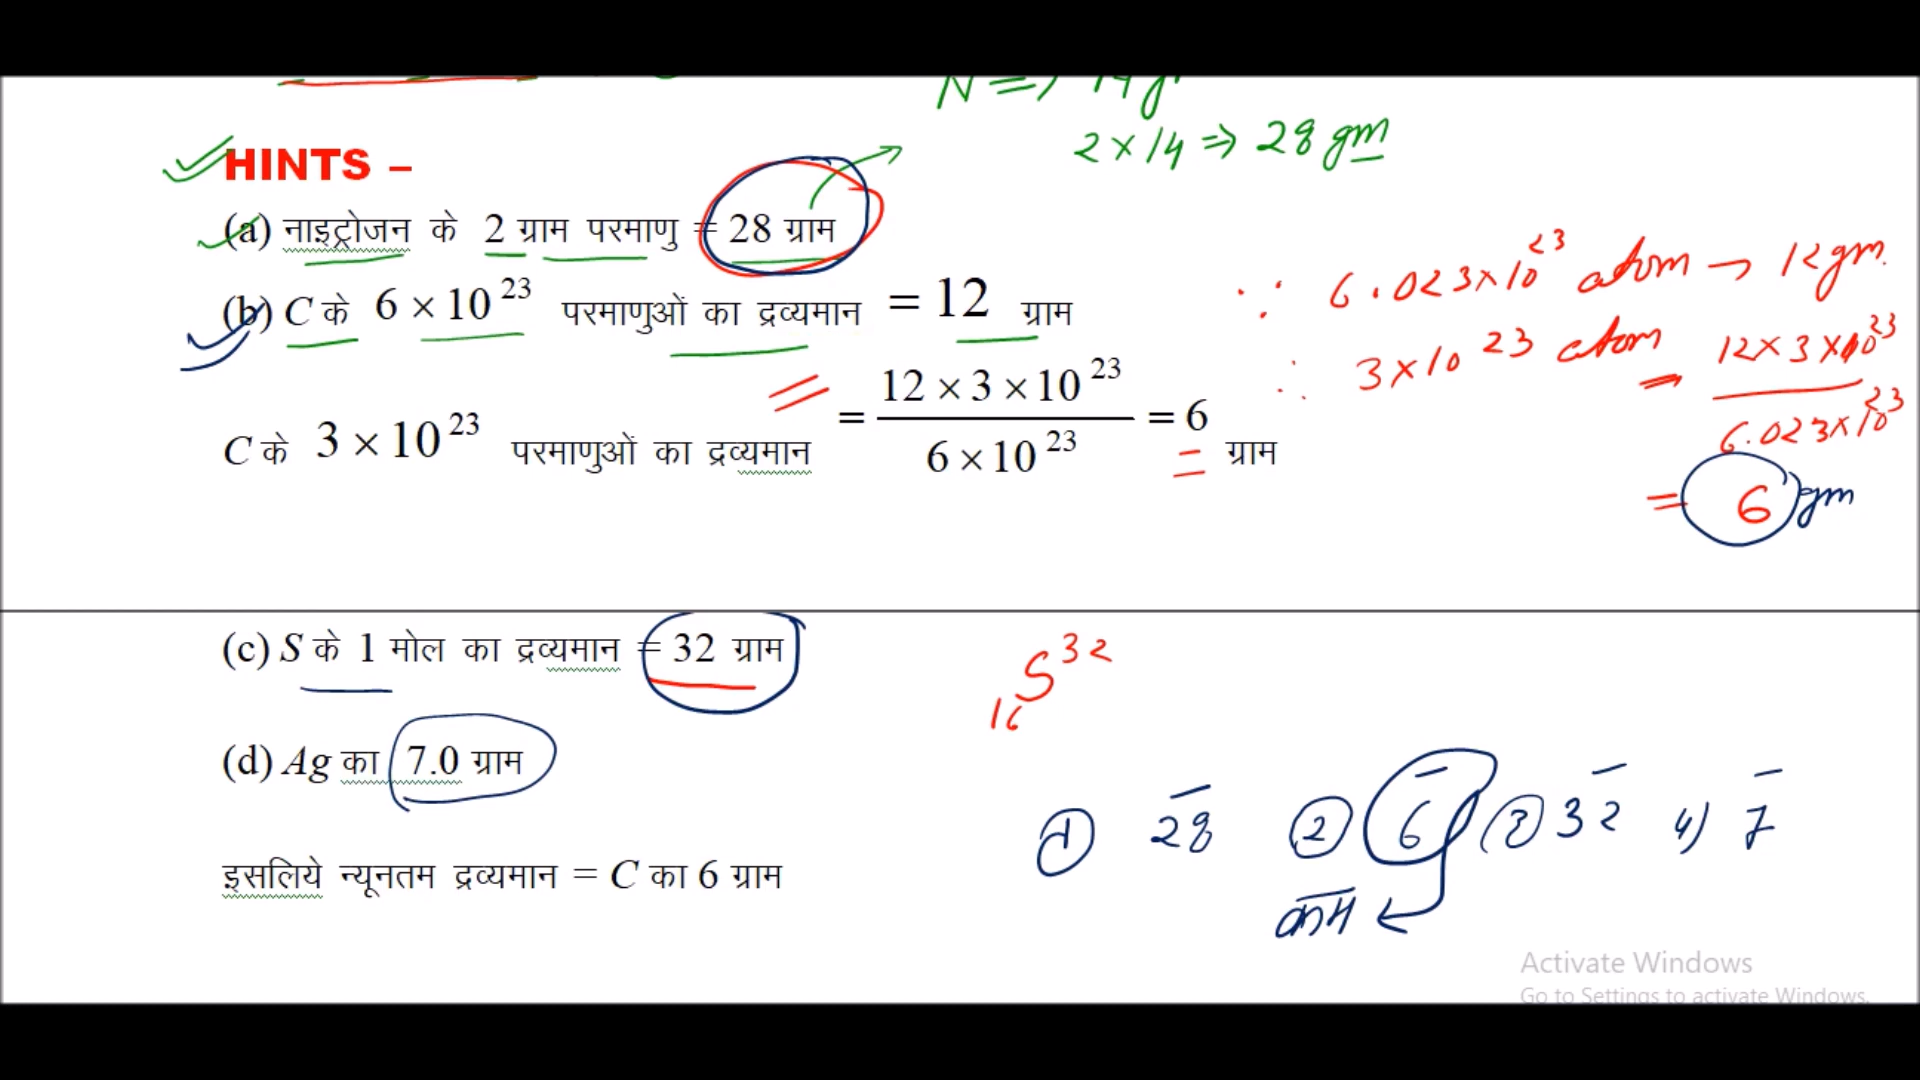 N => 14g
2 × 14 => 28 gm
HINTS –
(a) नाइट्रोजन के 2 ग्राम परमाणु = 28 ग्राम
(b) C के 6 × 10^23 परमाणुओं का द्रव्यमान = 12 ग्राम
∵ 6.023×10^23 atom → 12 gm.
C के 3 × 10^23 परमाणुओं का द्रव्यमान = 12 × 3 × 10^23 / 6 × 10^23 = 6 ग्राम
∴ 3×10^23 atom – 12×3×10^23 / 6.023×10^23
= 6 gm
(c) S के 1 मोल का द्रव्यमान = 32 ग्राम
16 S 32
(d) Ag का 7.0 ग्राम
1 28 2 6 3 32 4) 7
इसलिये न्यूनतम द्रव्यमान = C का 6 ग्राम
कम
Activate Windows
Go to Settings to activate Windows.